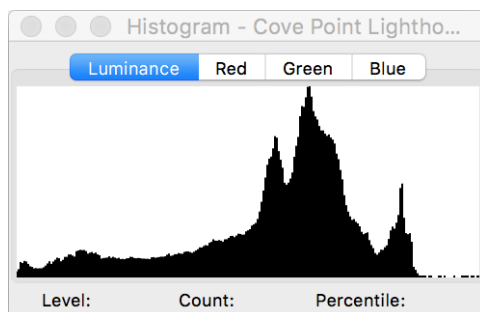 Histogram - Cove Point Lightho...
Luminance Red Green Blue
Level: Count: Percentile: